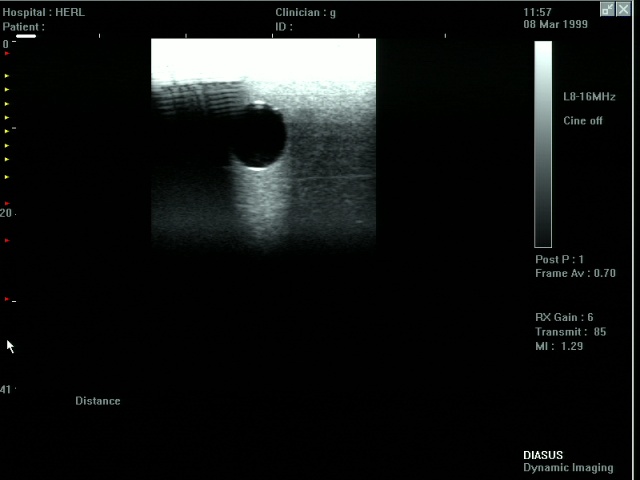 Hospital : HERL
Patient :
Clinician : g
ID :
11:57
08 Mar 1999
0
20
41
L8-16MHz
Cine off
Post P : 1
Frame Av : 0.70
RX Gain : 6
Transmit : 85
MI : 1.29
Distance
DIASUS
Dynamic Imaging